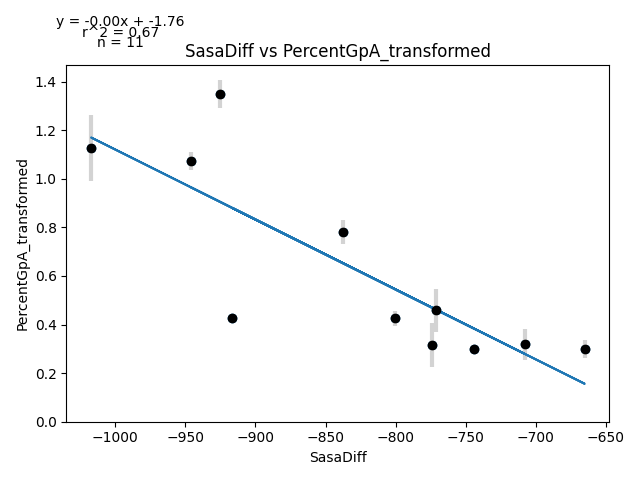 y = -0.00x + -1.76
r^2 = 0.67
n = 11
SasaDiff vs PercentGpA_transformed
PercentGpA_transformed
1.4
1.2
1.0
0.8
0.6
0.4
0.2
0.0
−1000 −950 −900 −850 −800 −750 −700 −650
SasaDiff